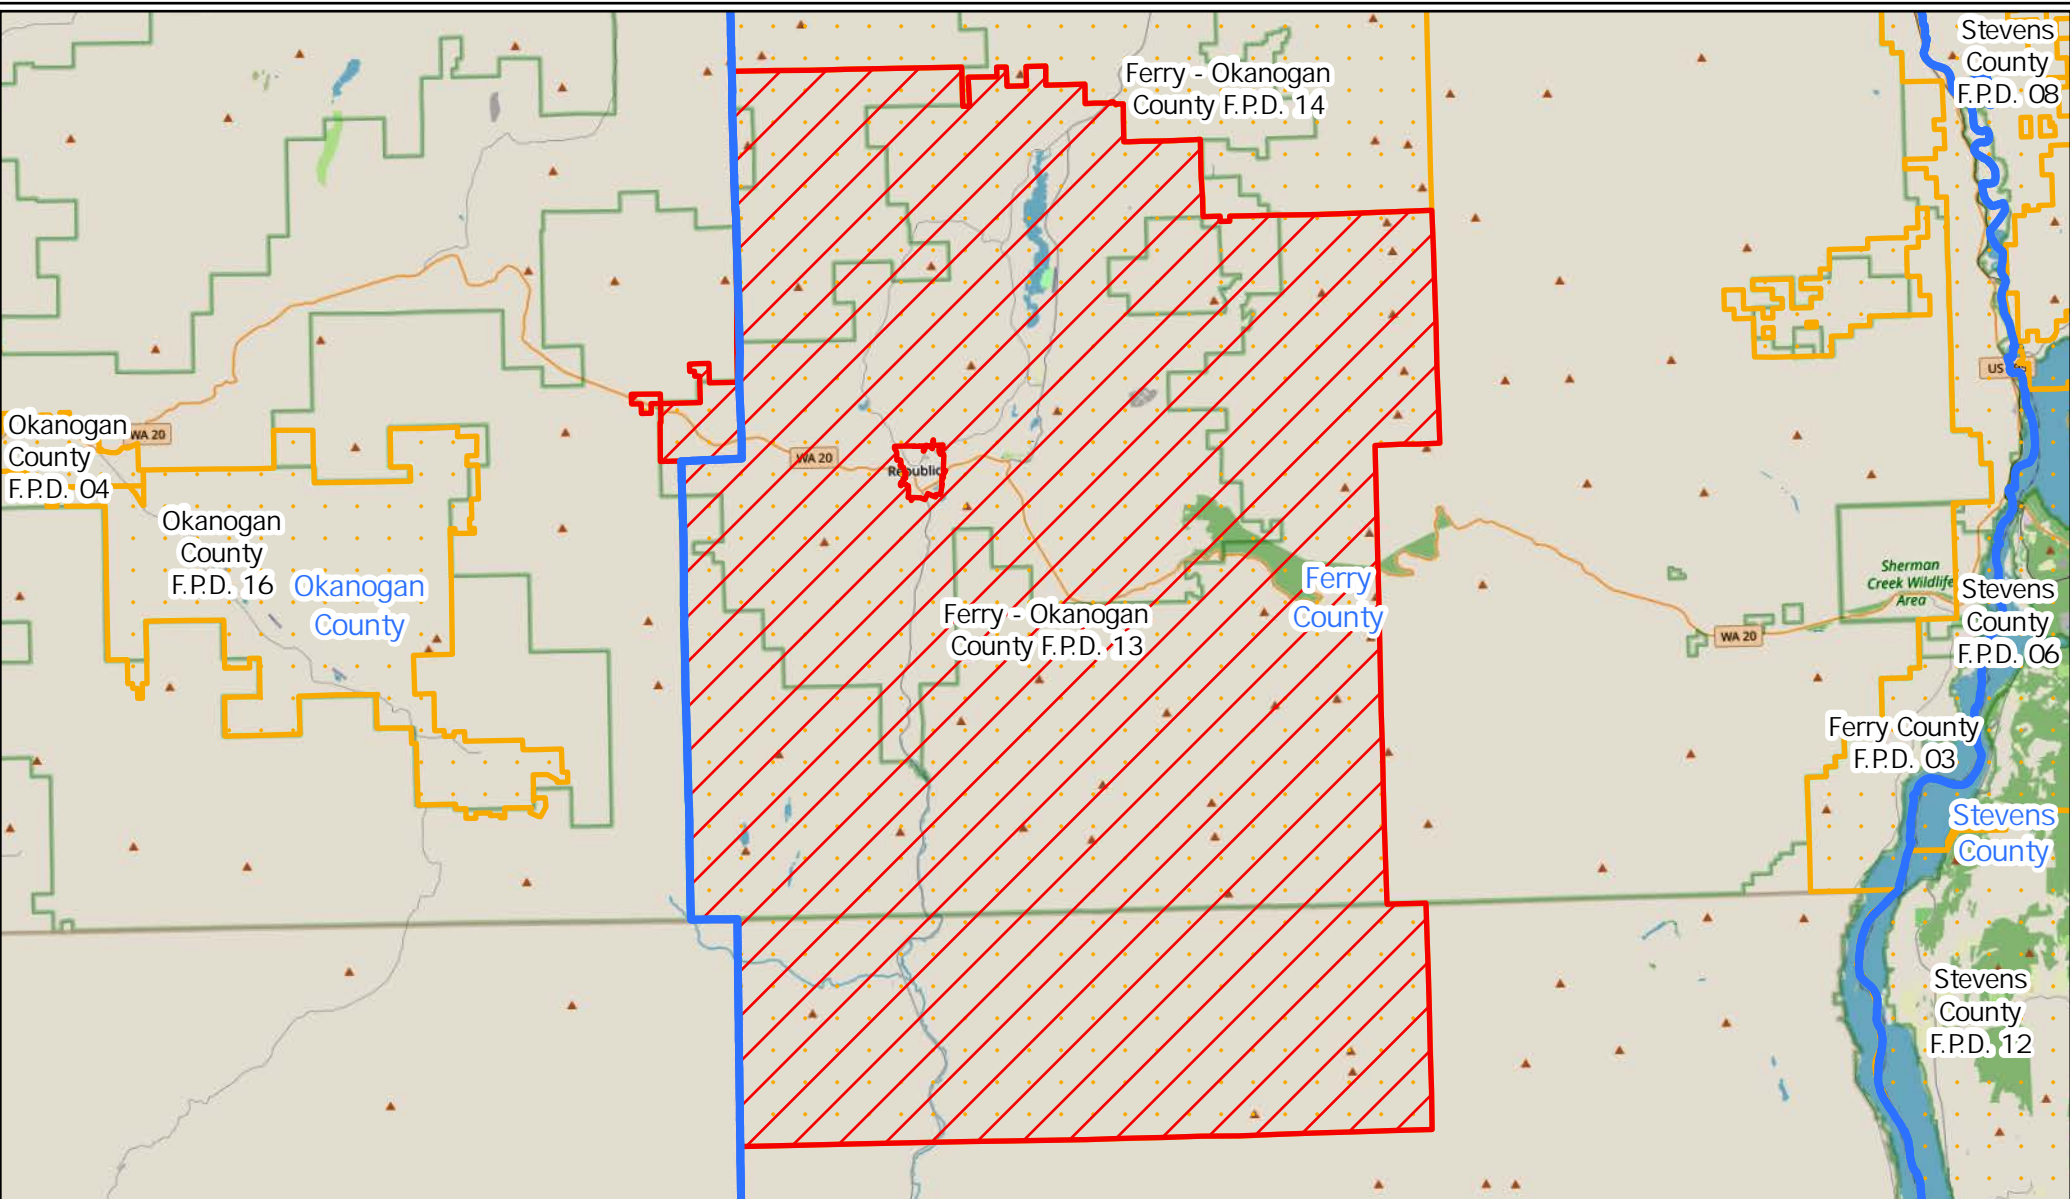 Stevens
County
F.P.D. 08
Ferry - Okanogan
County F.P.D. 14
US
Okanogan
County
F.P.D. 04
WA 20
WA 20
Republic
Okanogan
County
F.P.D. 16
Okanogan
County
Ferry
County
Ferry - Okanogan
County F.P.D. 13
Sherman
Creek Wildlife
Area
Stevens
County
F.P.D. 06
WA 20
Ferry County
F.P.D. 03
Stevens
County
Stevens
County
F.P.D. 12